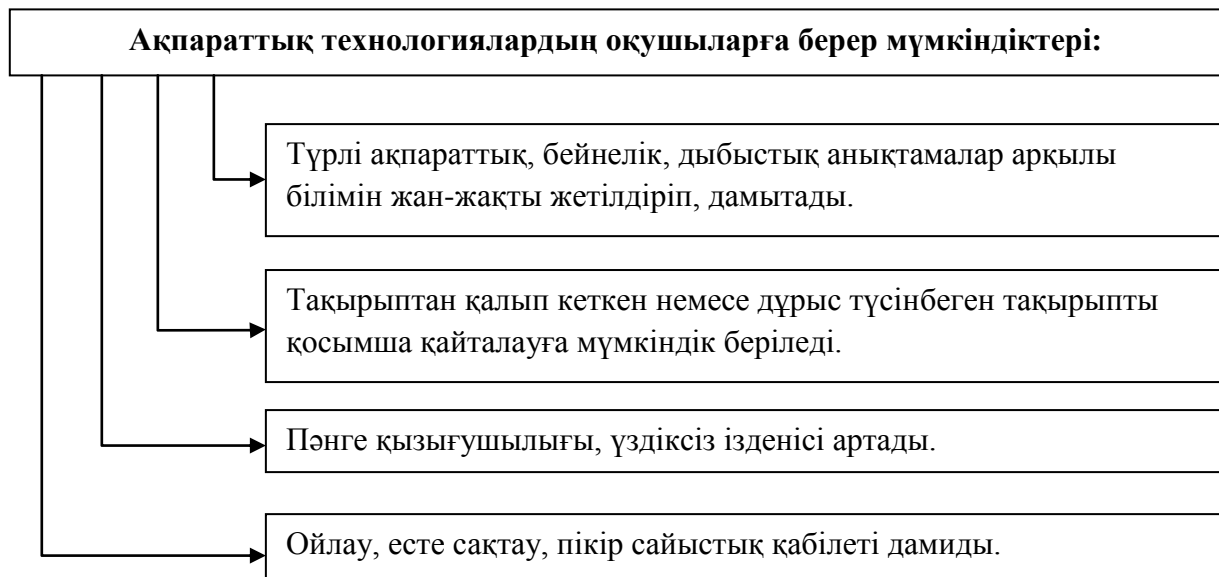 Ақпараттық технологиялардың оқушыларға берер мүмкіндіктері:
Түрлі ақпараттық, бейнелік, дыбыстық анықтамалар арқылы
білімін жан-жақты жетілдіріп, дамытады.
Тақырыптан қалып кеткен немесе дұрыс түсінбеген тақырыпты
қосымша қайталауға мүмкіндік беріледі.
Пәнге қызығушылығы, үздіксіз ізденісі артады.
Ойлау, есте сақтау, пікір сайыстық қабілеті дамиды.